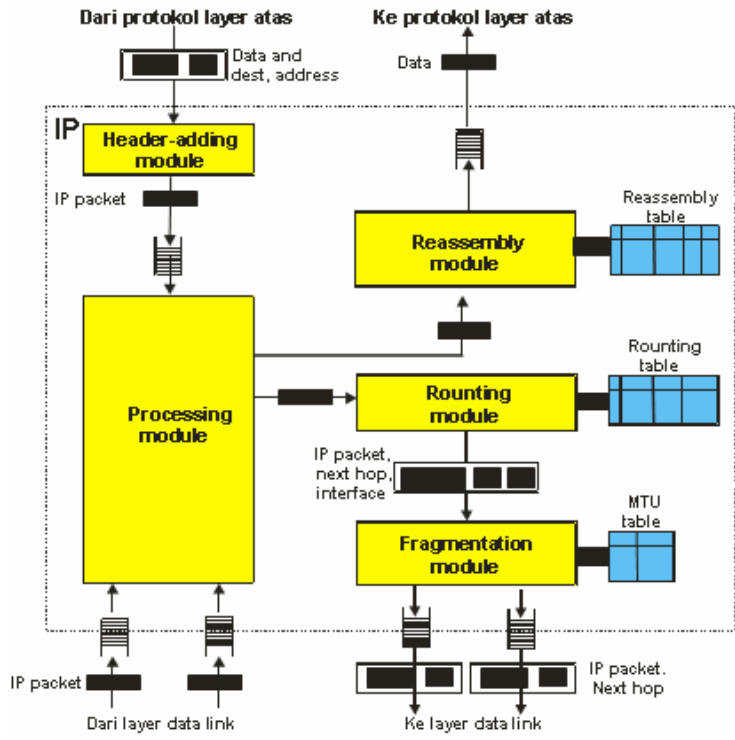 Dari protokol layer atas
Ke protokol layer atas
Data and
dest, address
Data
IP
Header-adding
module
IP packet
Reassembly
table
Reassembly
module
Rounting
table
Processing
module
Rounting
module
IP packet,
next hop,
interface
MTU
table
Fragmentation
module
IP packet
IP packet.
Next hop
Dari layer data link
Ke layer data link